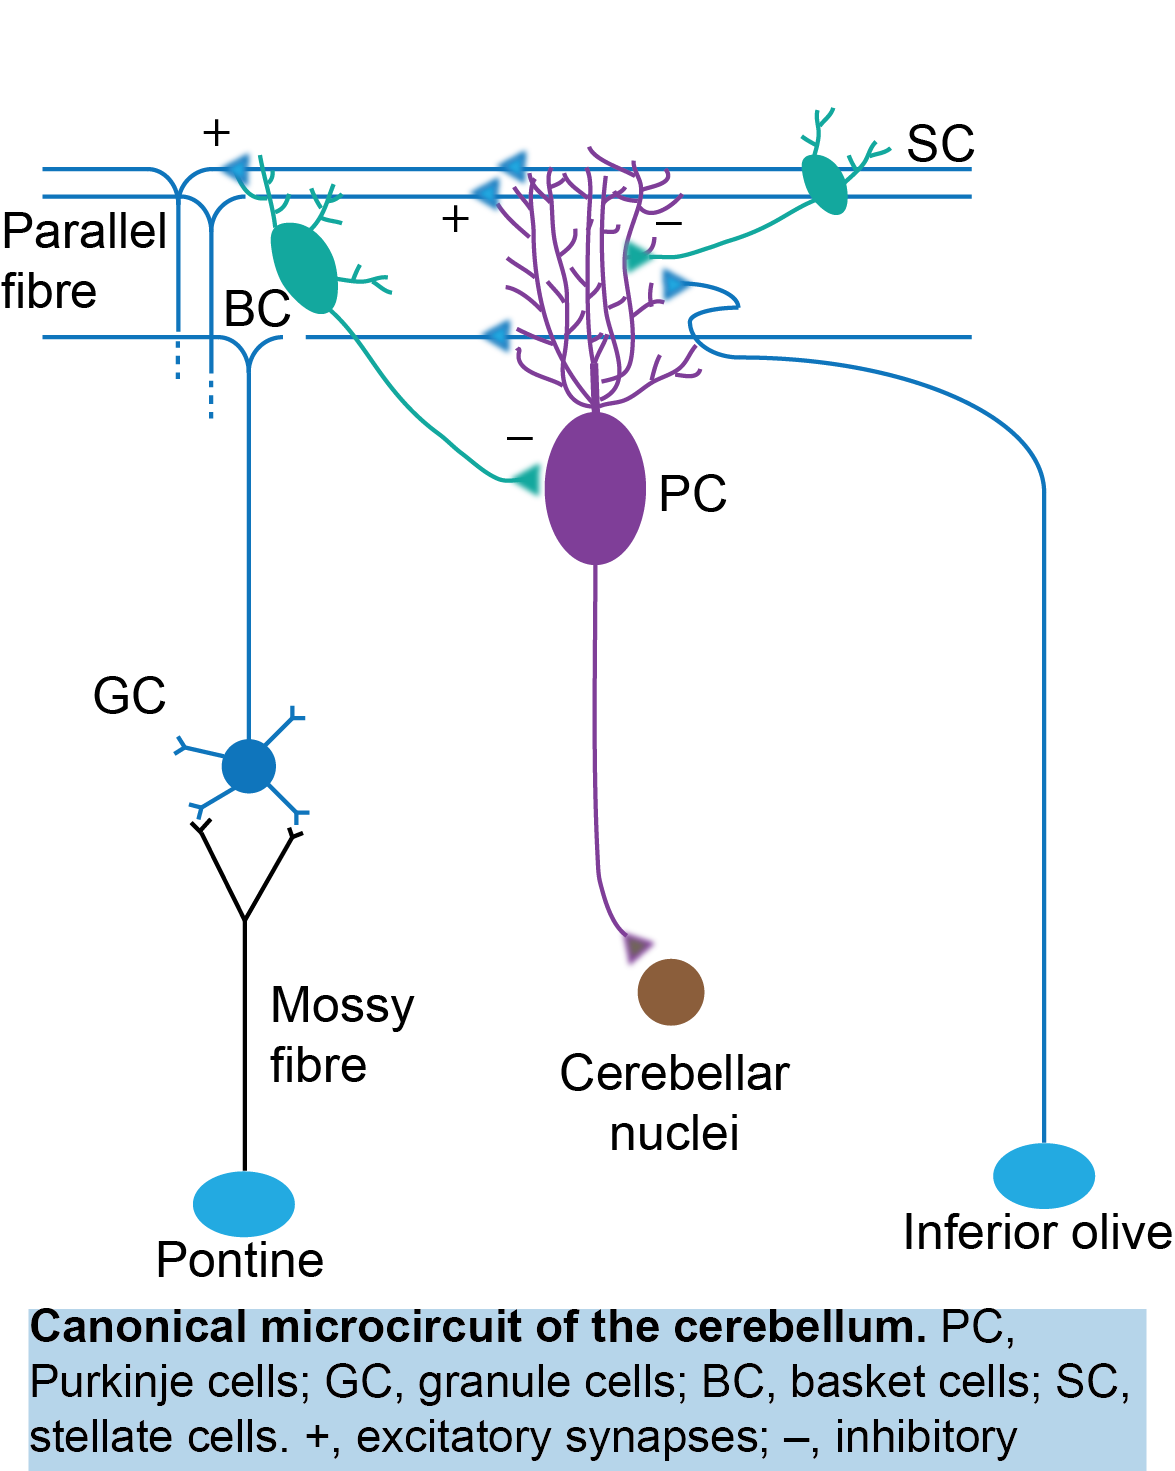 +
SC
+
–
Parallel
fibre
BC
–
PC
GC
Mossy
fibre
Cerebellar
nuclei
Inferior olive
Pontine
Canonical microcircuit of the cerebellum. PC,
Purkinje cells; GC, granule cells; BC, basket cells; SC,
stellate cells. +, excitatory synapses; –, inhibitory